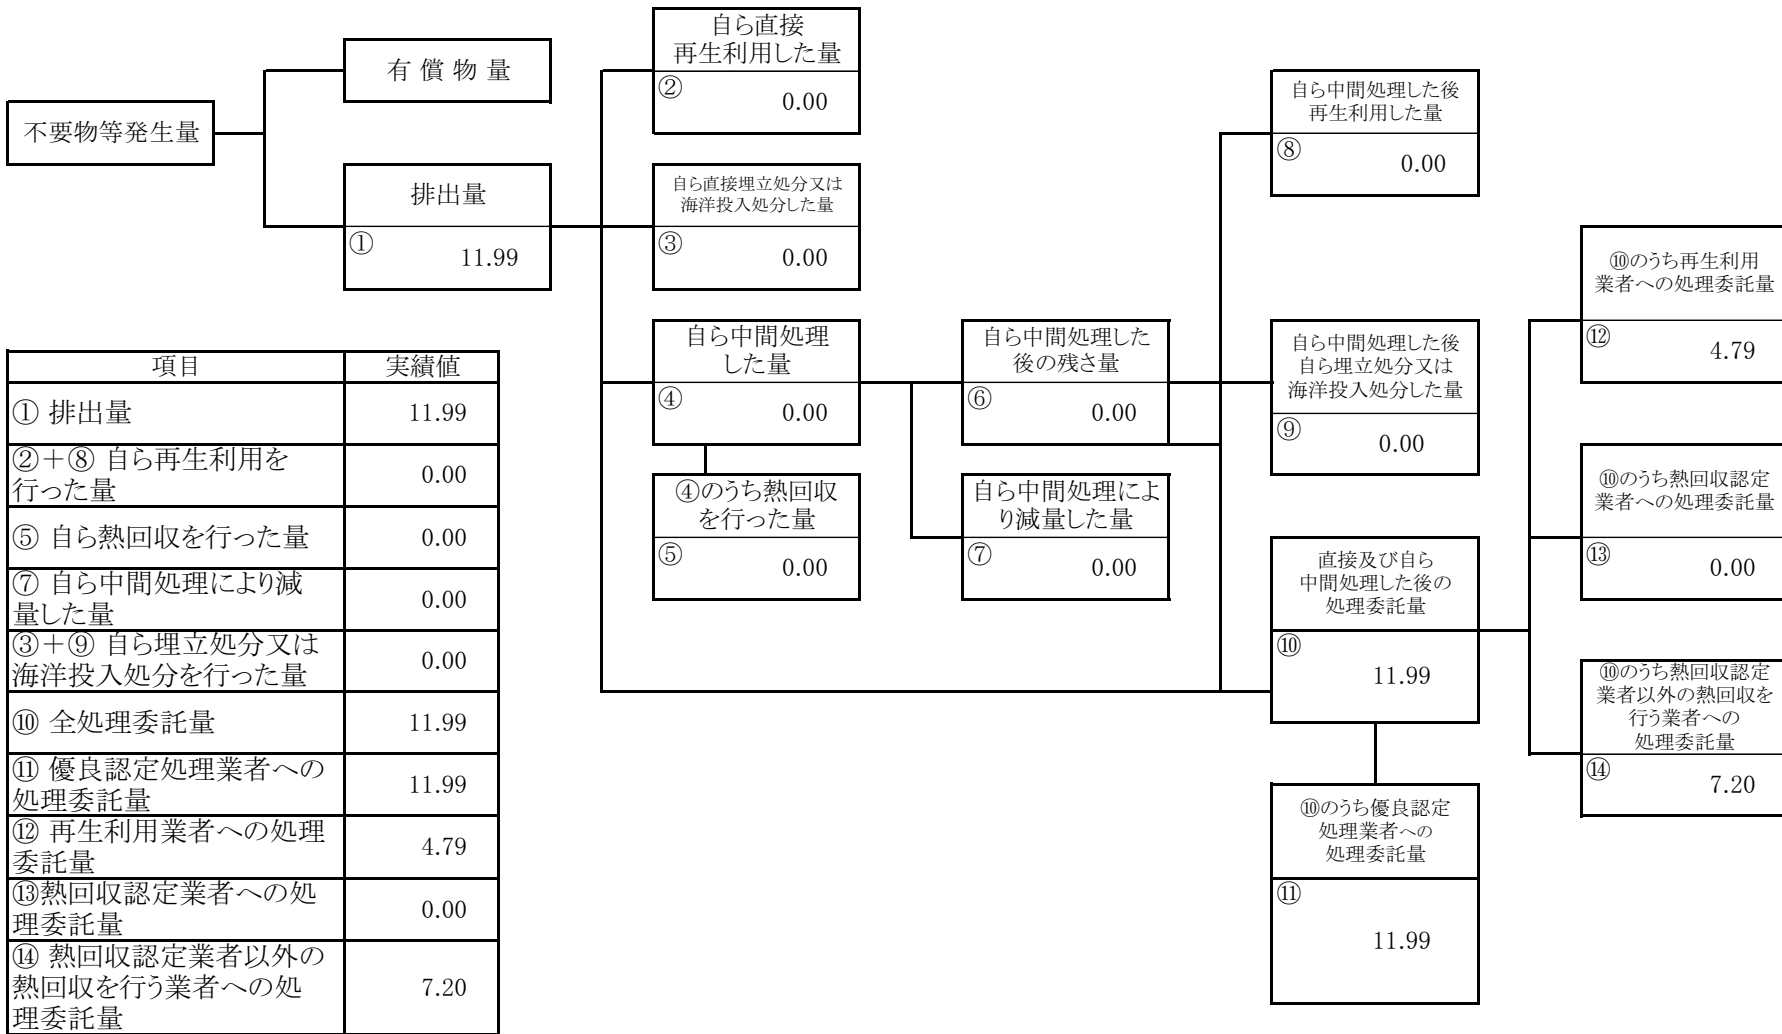 不要物等発生量
有償物量
排出量
①
11.99
自ら直接
再生利用した量
②
0.00
自ら直接埋立処分又は
海洋投入処分した量
③
0.00
自ら中間処理
した量
④
0.00
④のうち熱回収
を行った量
⑤
0.00
自ら中間処理した
後の残さ量
⑥
0.00
自ら中間処理によ
り減量した量
⑦
0.00
自ら中間処理した後
再生利用した量
⑧
0.00
自ら中間処理した後
自ら埋立処分又は
海洋投入処分した量
⑨
0.00
直接及び自ら
中間処理した後の
処理委託量
⑩
11.99
⑩のうち優良認定
処理業者への
処理委託量
⑪
11.99
⑩のうち再生利用
業者への処理委託量
⑫
4.79
⑩のうち熱回収認定
業者への処理委託量
⑬
0.00
⑩のうち熱回収認定
業者以外の熱回収を
行う業者への
処理委託量
⑭
7.20
項目 実績値
① 排出量 11.99
②+⑧ 自ら再生利用を
行った量 0.00
⑤ 自ら熱回収を行った量 0.00
⑦ 自ら中間処理により減
量した量 0.00
③+⑨ 自ら埋立処分又は
海洋投入処分を行った量 0.00
⑩ 全処理委託量 11.99
⑪ 優良認定処理業者への
処理委託量 11.99
⑫ 再生利用業者への処理
委託量 4.79
⑬熱回収認定業者への処
理委託量 0.00
⑭ 熱回収認定業者以外の
熱回収を行う業者への処
理委託量 7.20